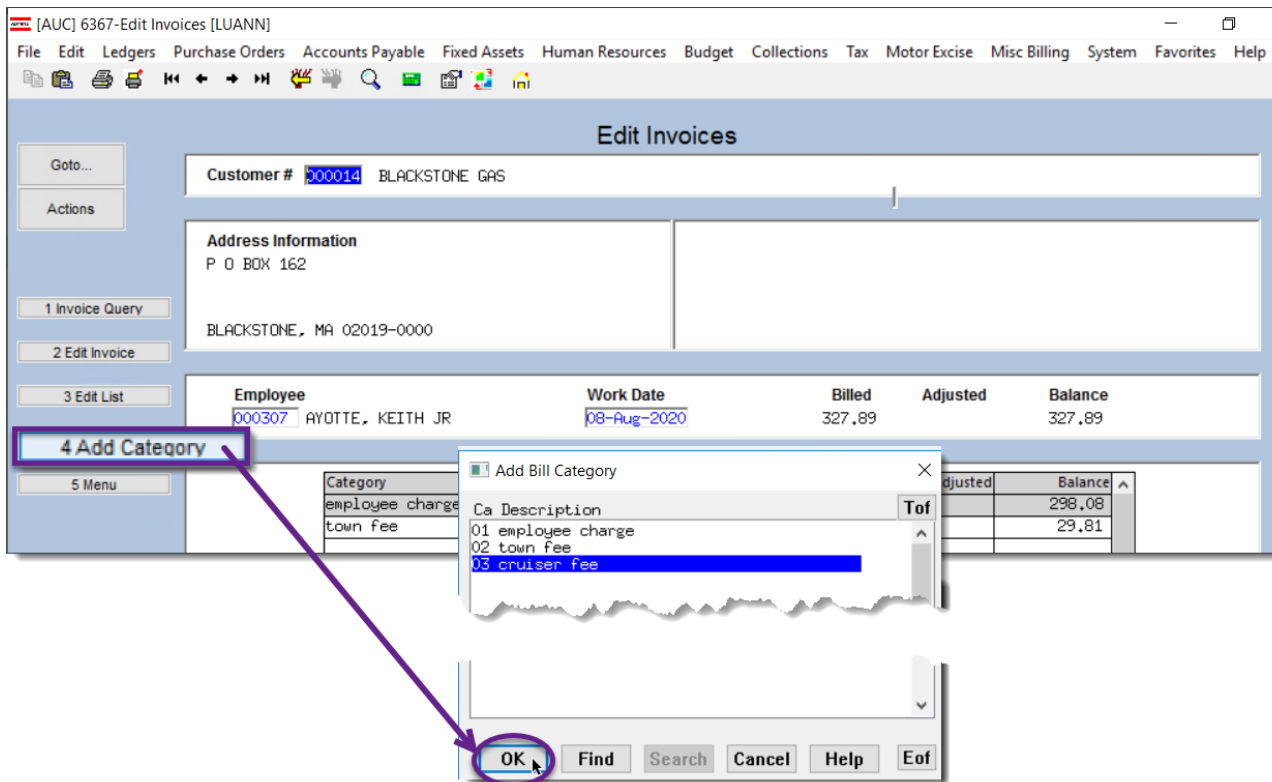 [AUC] 6367-Edit Invoices [LUANN]
File Edit Ledgers Purchase Orders Accounts Payable Fixed Assets Human Resources Budget Collections Tax Motor Excise Misc Billing System Favorites Help
Edit Invoices
Goto...
Actions
Customer # 000014 BLACKSTONE GAS
Address Information
P O BOX 162
BLACKSTONE, MA 02019-0000
1 Invoice Query
2 Edit Invoice
3 Edit List
4 Add Category
5 Menu
Employee Work Date Billed Adjusted Balance
000307 AYOTTE, KEITH JR 08-Aug-2020 327.89 327.89
Category djusted Balance
employee charge 298.08
town fee 29.81
Add Bill Category
Ca Description Tof
01 employee charge
02 town fee
03 cruiser fee
OK Find Search Cancel Help Eof